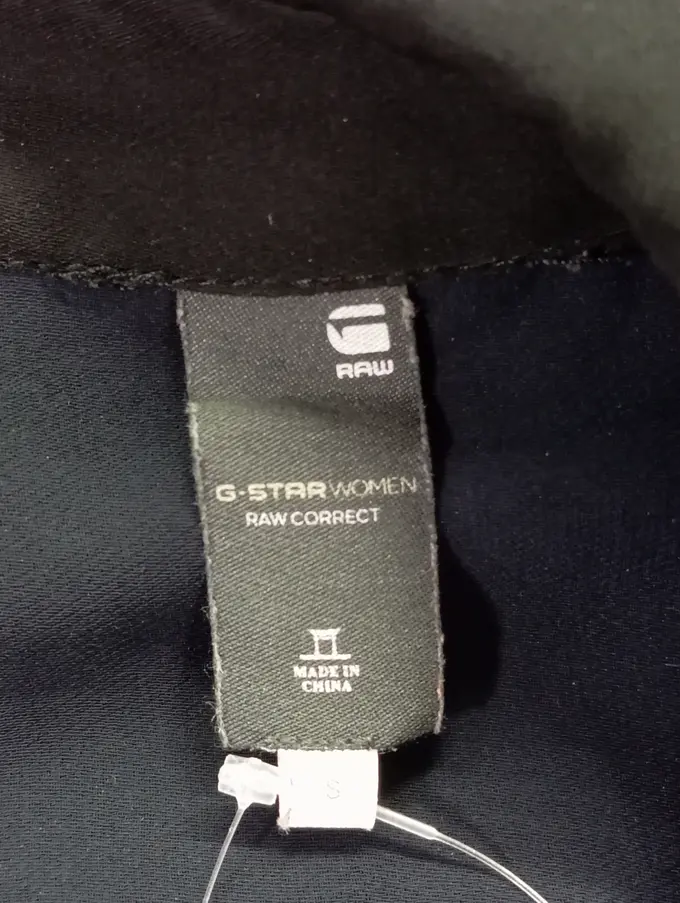 RAW
G-STAR WOMEN
RAW CORRECT
MADE IN
CHINA
S